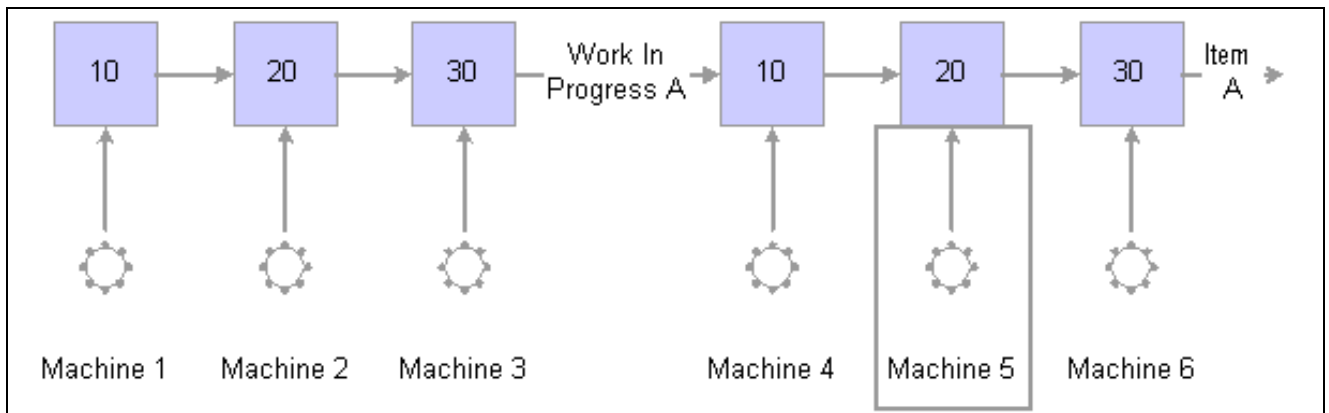 10
20
30
Work In
Progress A
10
20
30
Item
A
Machine 1
Machine 2
Machine 3
Machine 4
Machine 5
Machine 6